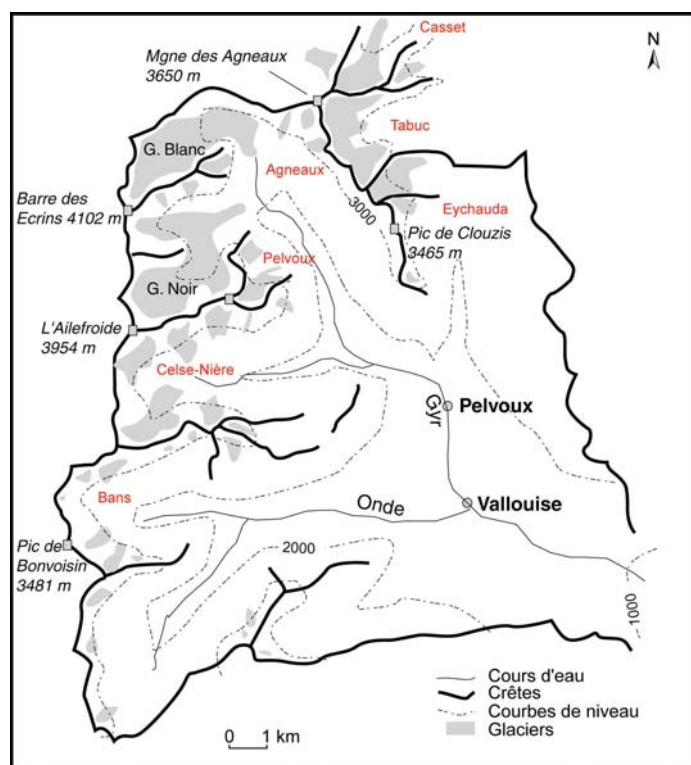 Casset
N
Mgne des Agneaux
3650 m
Tabuc
G. Blanc
Agneaux
3000
Eychauda
Barre des
Ecrins 4102 m
Pic de Clouzis
3465 m
Pelvoux
G. Noir
L'Ailefroide
3954 m
Celse-Nière
Gyr
Pelvoux
Bans
Onde
Vallouise
Pic de
Bonvoisin
3481 m
2000
1000
Cours d'eau
Crêtes
Courbes de niveau
Glaciers
0 1 km